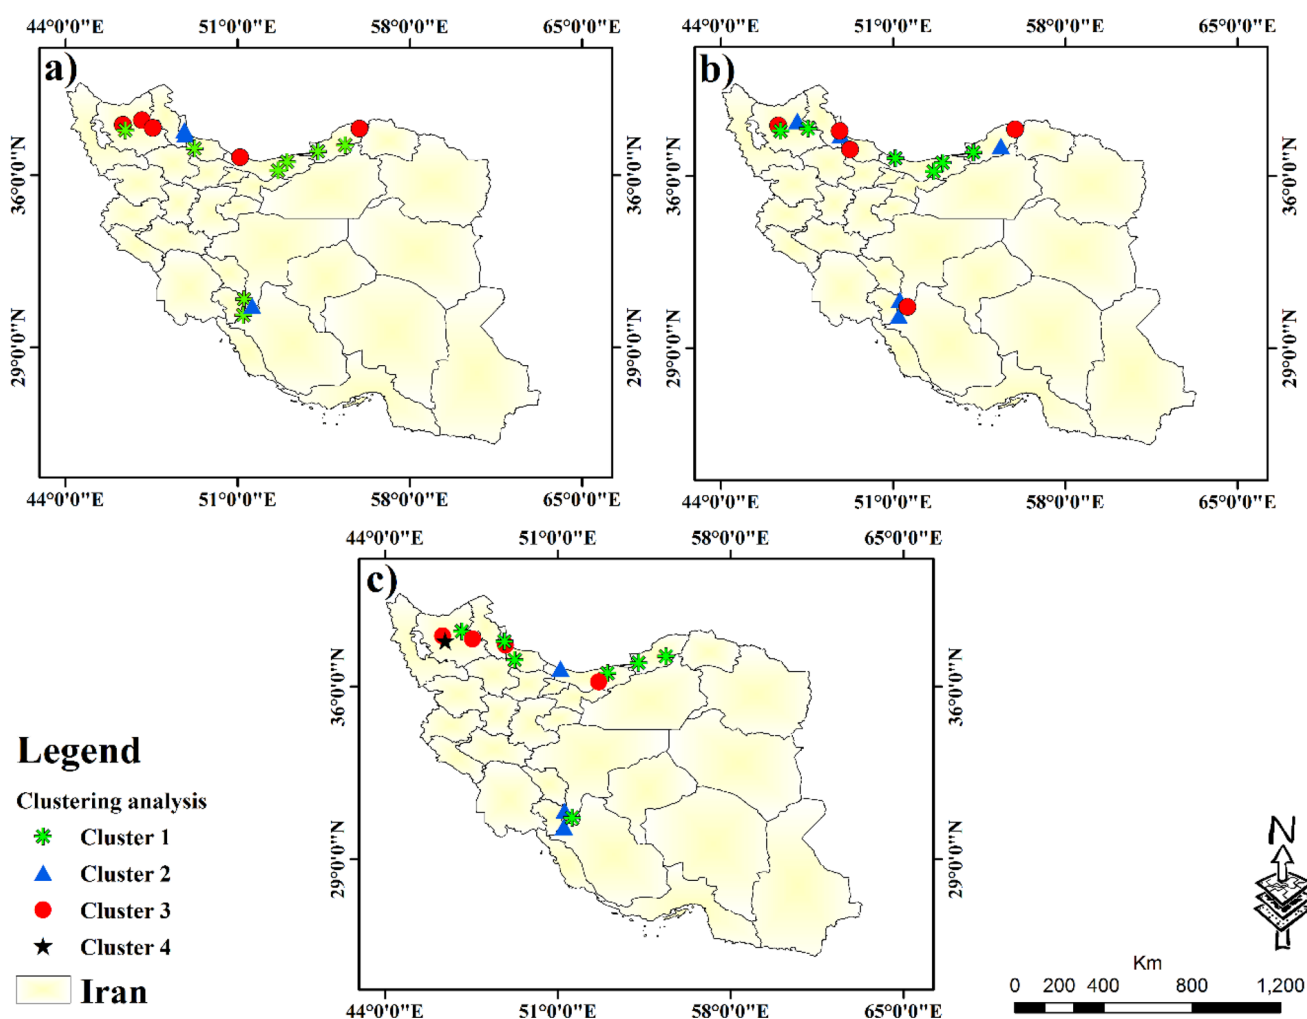 44°0'0"E 51°0'0"E 58°0'0"E 65°0'0"E
44°0'0"E 51°0'0"E 58°0'0"E 65°0'0"E
a)
b)
36°0'0"N 36°0'0"N 36°0'0"N 36°0'0"N
29°0'0"N 29°0'0"N 29°0'0"N 29°0'0"N
44°0'0"E 51°0'0"E 58°0'0"E 65°0'0"E
44°0'0"E 51°0'0"E 58°0'0"E 65°0'0"E
44°0'0"E 51°0'0"E 58°0'0"E 65°0'0"E
c)
36°0'0"N 36°0'0"N
29°0'0"N 29°0'0"N
44°0'0"E 51°0'0"E 58°0'0"E 65°0'0"E
Legend
Clustering analysis
Cluster 1
Cluster 2
Cluster 3
Cluster 4
Iran
N
Km
0 200 400 800 1,200